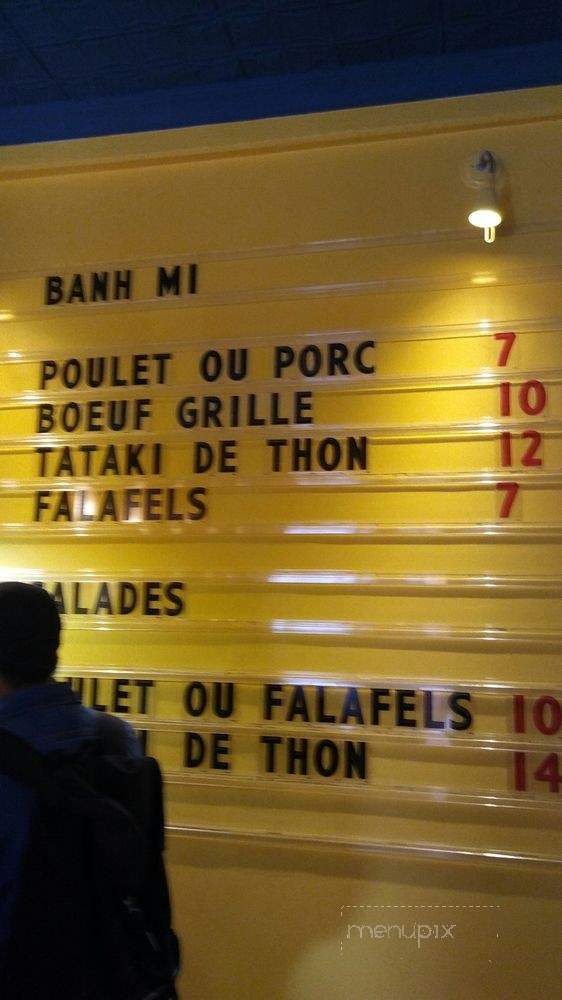 BANH MI
POULET OU PORC 7
BOEUF GRILLE 10
TATAKI DE THON 12
FALAFELS 7
ALADES
ULET OU FALAFELS 10
I DE THON 14
menupix